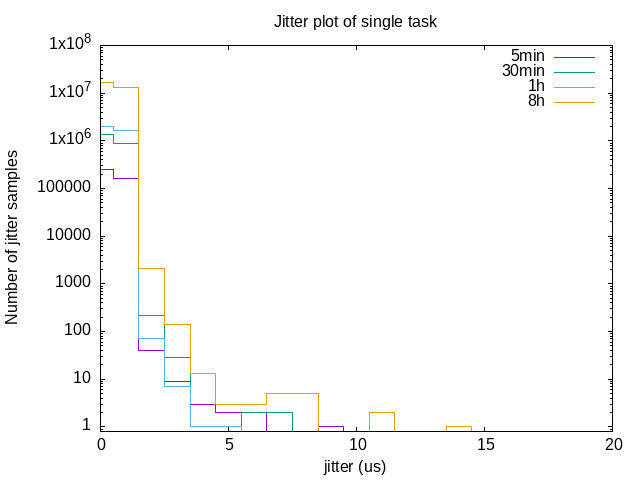 Jitter plot of single task
Number of jitter samples
1x10^8
1x10^7
1x10^6
100000
10000
1000
100
10
1
5min
30min
1h
8h
0 5 10 15 20
jitter (us)